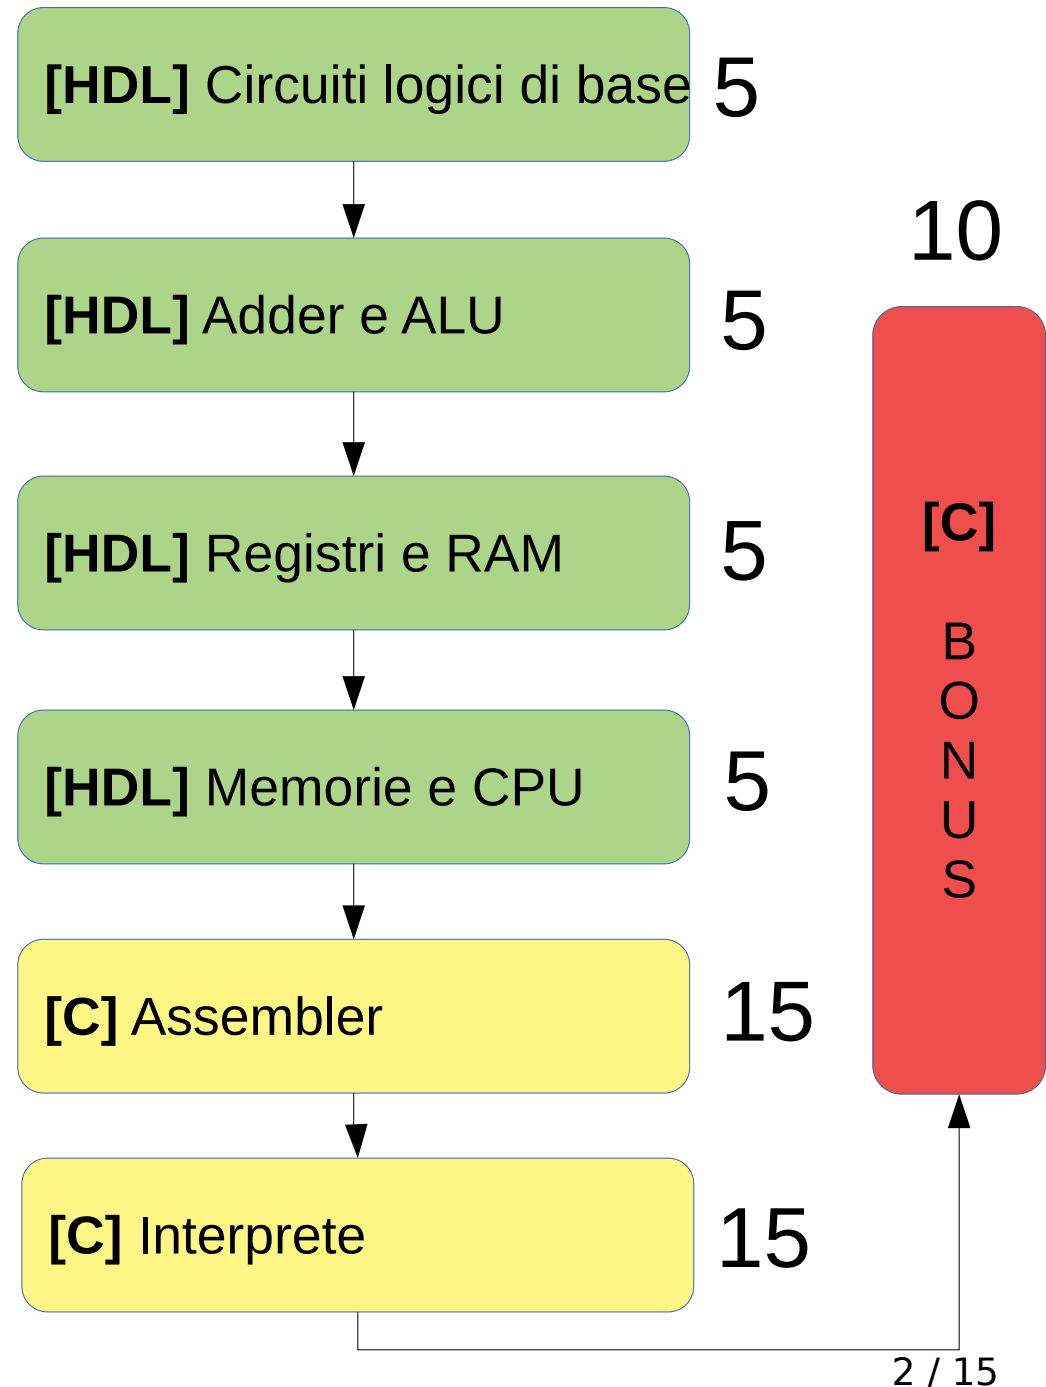 [HDL] Circuiti logici di base 5
[HDL] Adder e ALU 5
[HDL] Registri e RAM 5
[HDL] Memorie e CPU 5
[C] Assembler 15
[C] Interprete 15
10
[C]
B
O
N
U
S
2 / 15